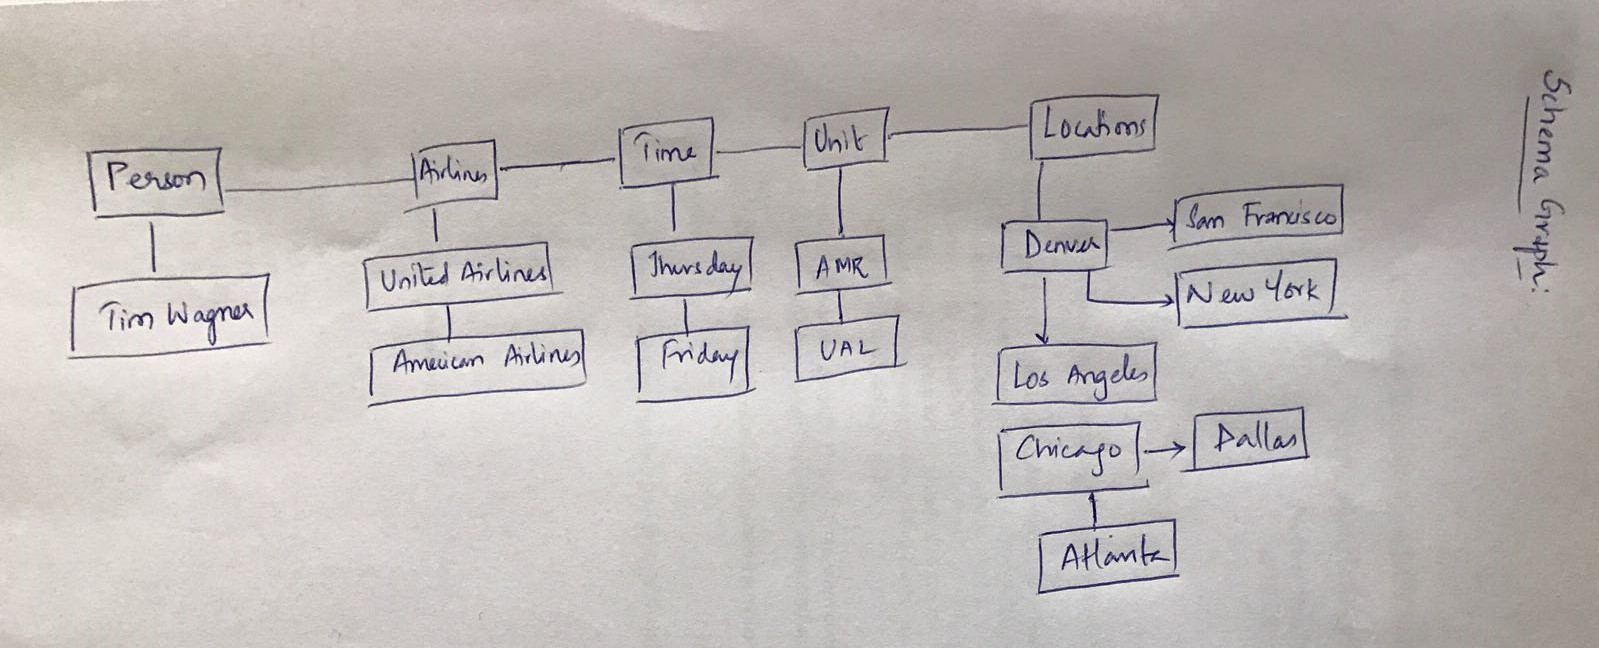 Schema Graph:
Person
Airlines
Time
Unit
Locations
Tim Wagner
United Airlines
American Airlines
Thursday
Friday
AMR
UAL
Denver
San Francisco
New York
Los Angeles
Chicago
Dallas
Atlanta